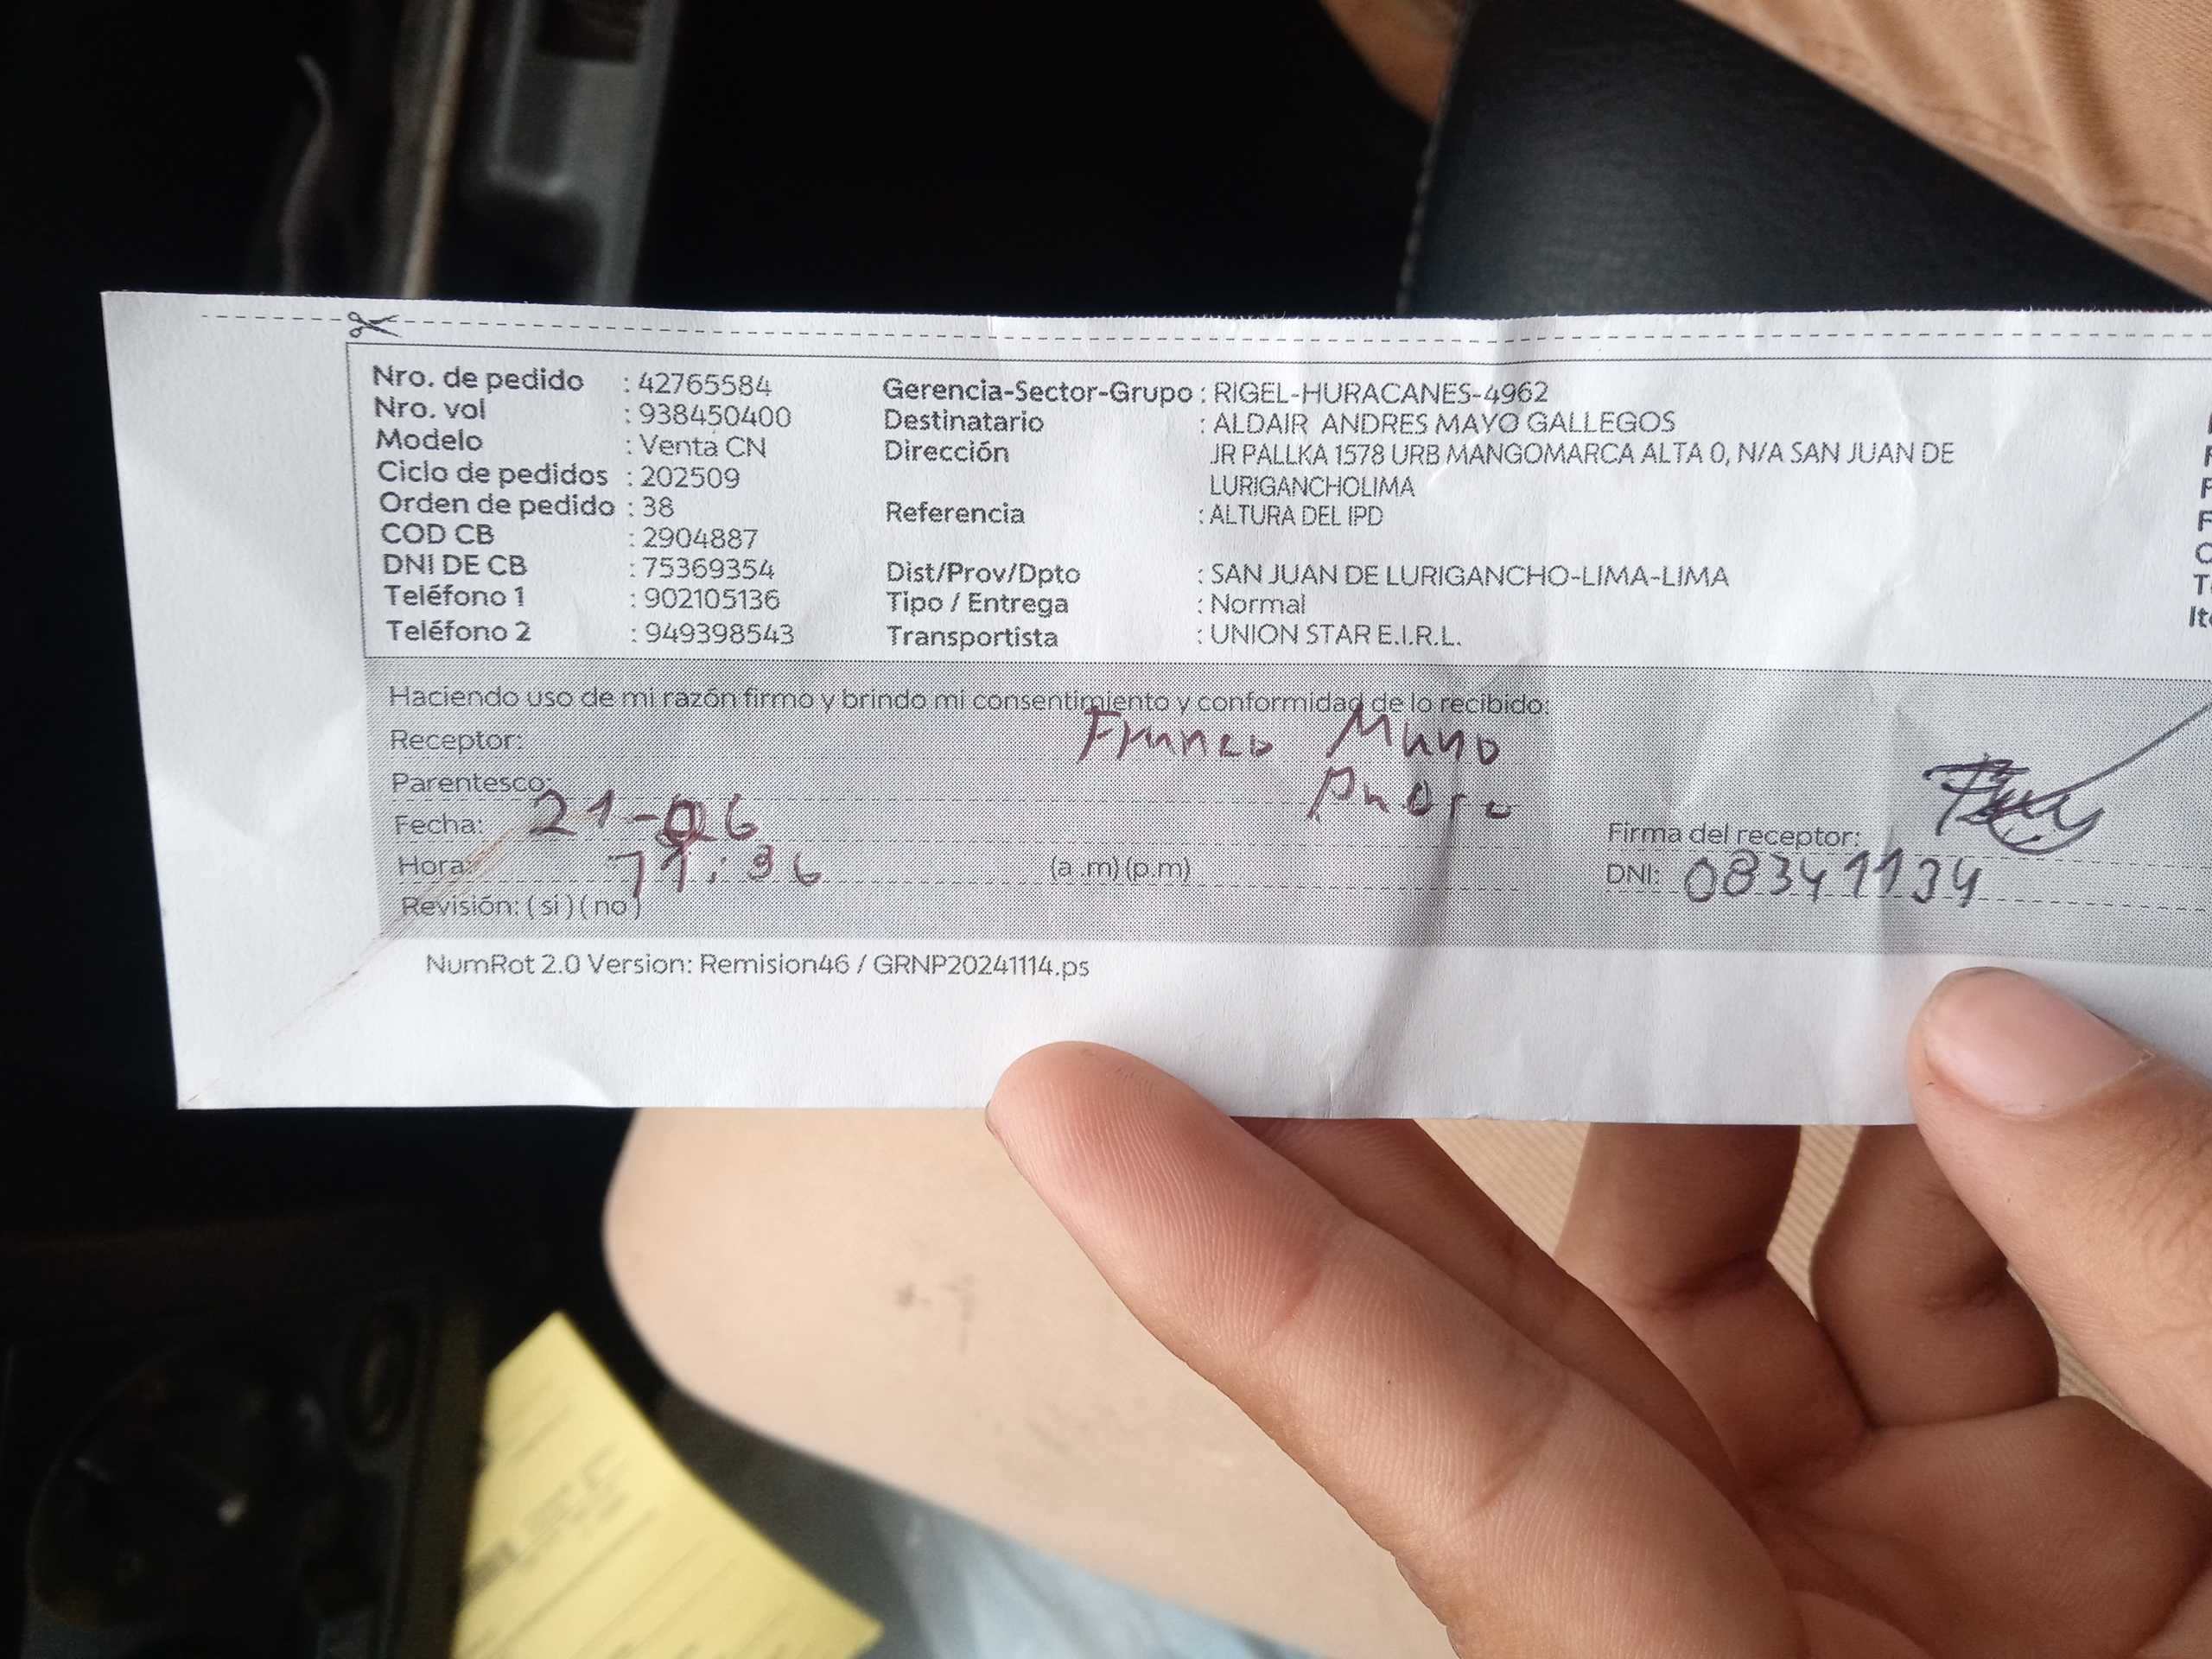 Nro. de pedido : 42765584
Nro. vol : 938450400
Modelo : Venta CN
Ciclo de pedidos : 202509
Orden de pedido : 38
COD CB : 2904887
DNI DE CB : 75369354
Teléfono 1 : 902105136
Teléfono 2 : 949398543
Gerencia-Sector-Grupo : RIGEL-HURACANES-4962
Destinatario : ALDAIR ANDRES MAYO GALLEGOS
Dirección JR PALLKA 1578 URB MANGOMARCA ALTA 0, N/A SAN JUAN DE
LURIGANCHOLIMA
Referencia : ALTURA DEL IPD
Dist/Prov/Dpto : SAN JUAN DE LURIGANCHO-LIMA-LIMA
Tipo / Entrega : Normal
Transportista : UNION STAR E.I.R.L.
Haciendo uso de mi razón firmo y brindo mi consentimiento y conformidad de lo recibido:
Receptor:
Parentesco:
Fecha: 21-06
Hora: 11:36 (a .m) (p.m)
Revisión: ( si ) ( no )
Firma del receptor:
DNI: 08341134
NumRot 2.0 Version: Remision46 / GRNP20241114.ps